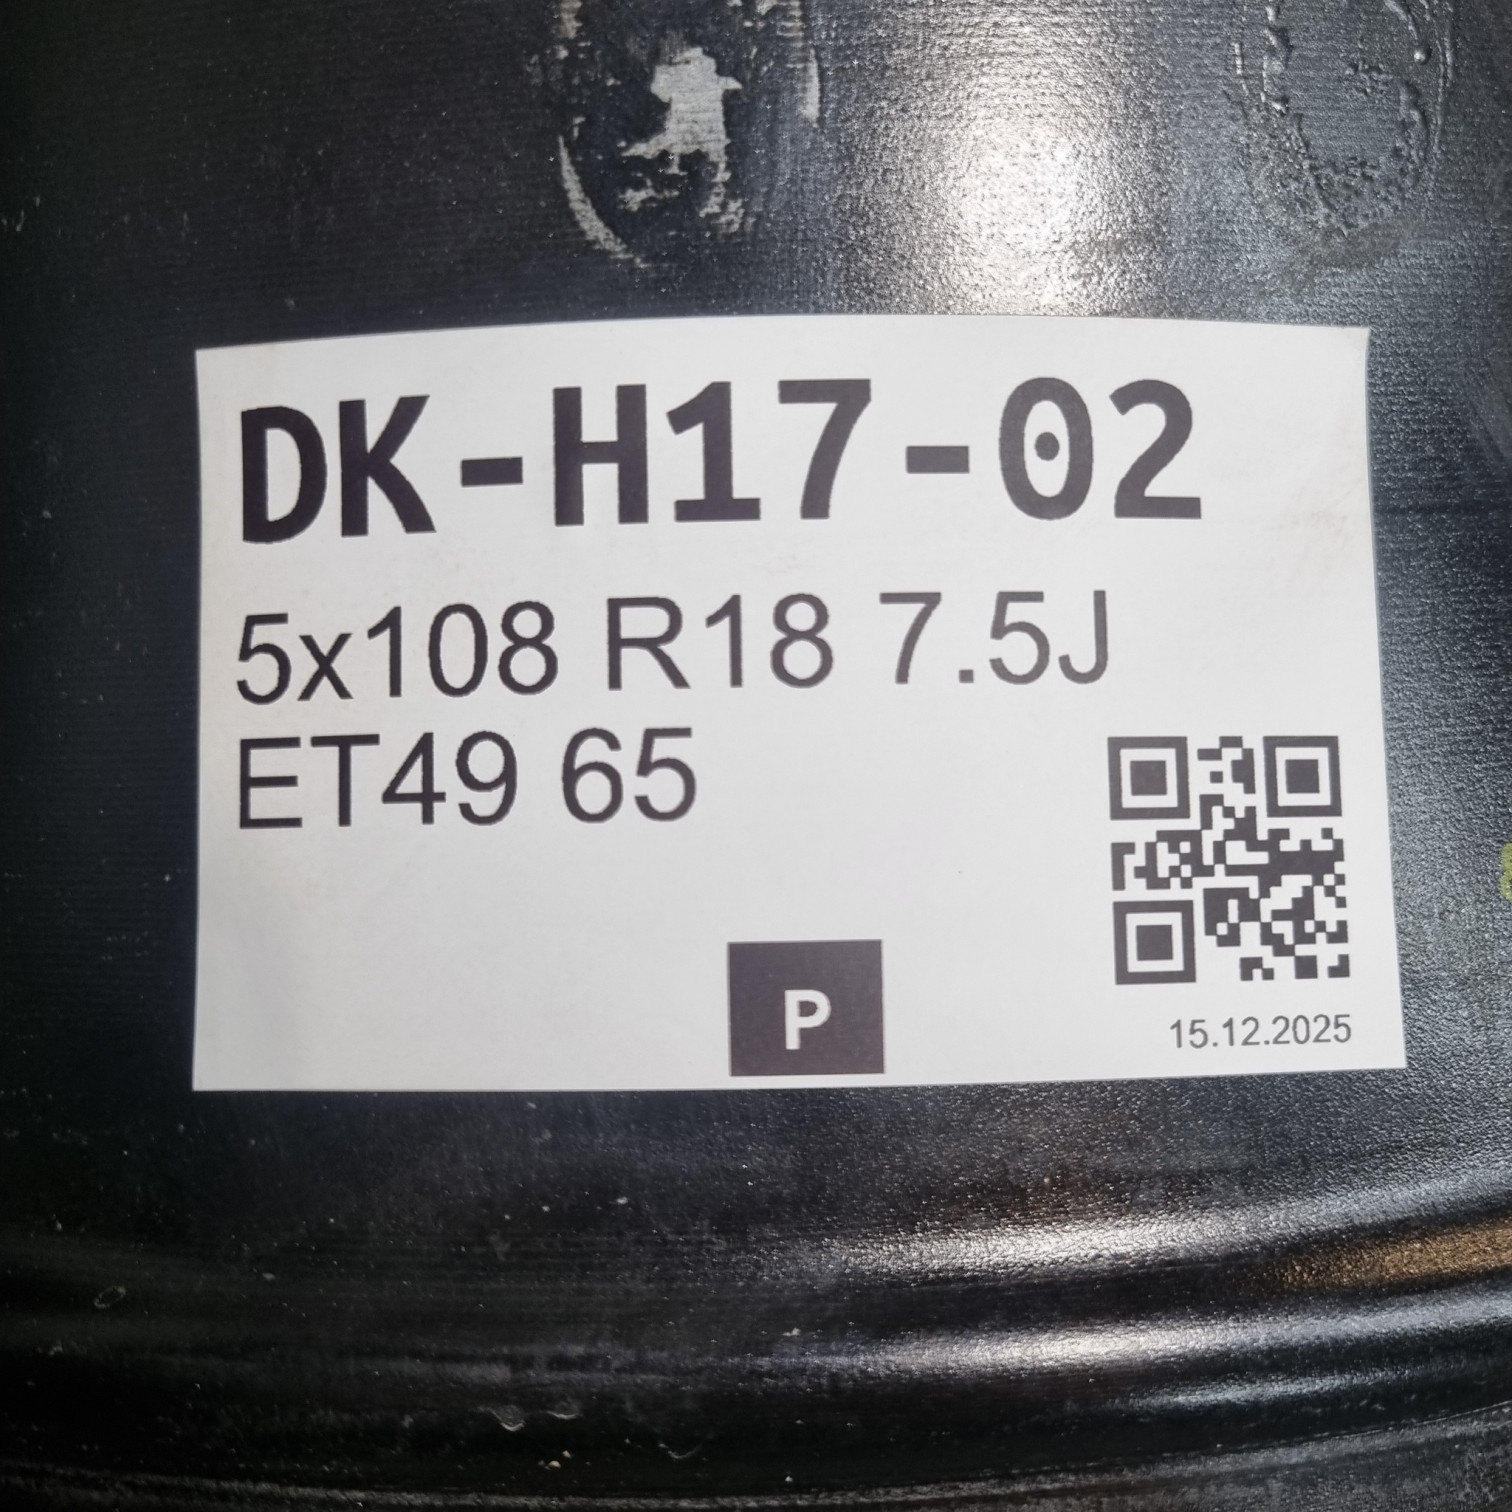 DK-H17-02
5x108 R18 7.5J
ET49 65
P
15.12.2025